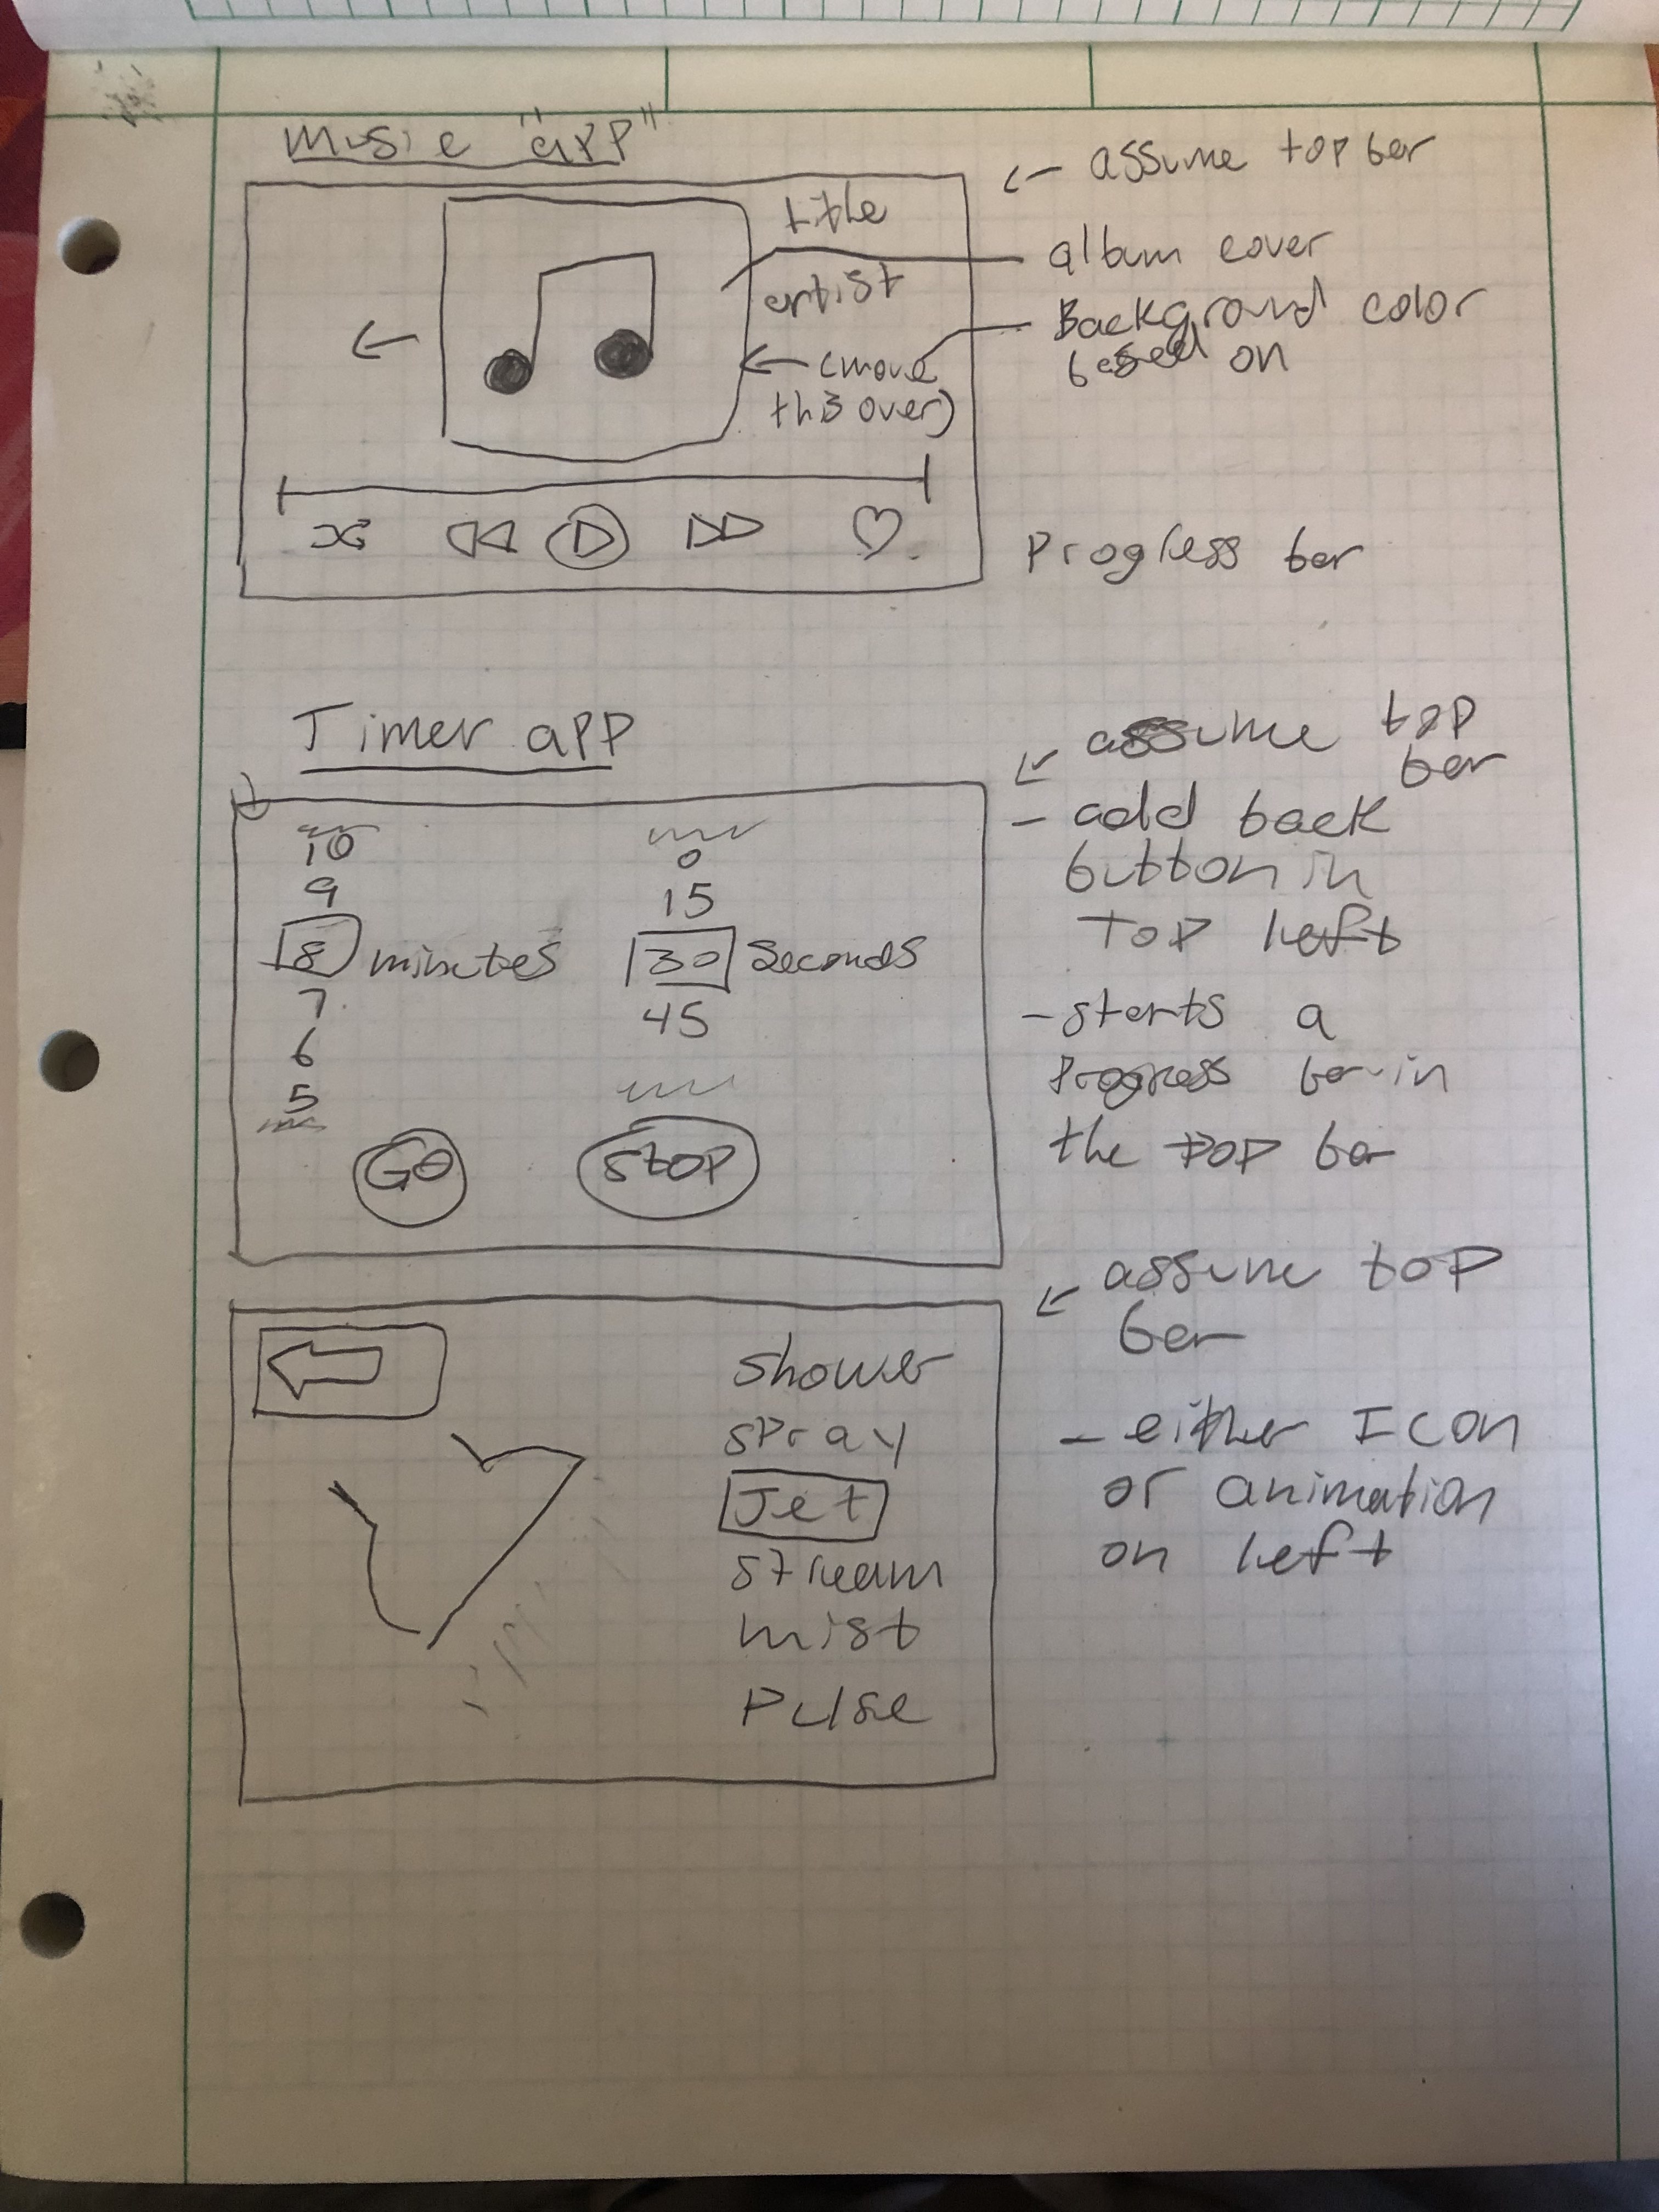 Music "app"
← assume top bar
title
album cover
artist
Background color
based on
← (move
this over)
Progress bar
Timer app
assume top
bar
- add back
button in
Top left
10
9
8 minutes
7
6
5
0
15
30 seconds
45
- starts a
Progress bar in
the top bar
GO
Stop
assume top
bar
shower
spray
Jet
stream
mist
Pulse
- either Icon
or animation
on left